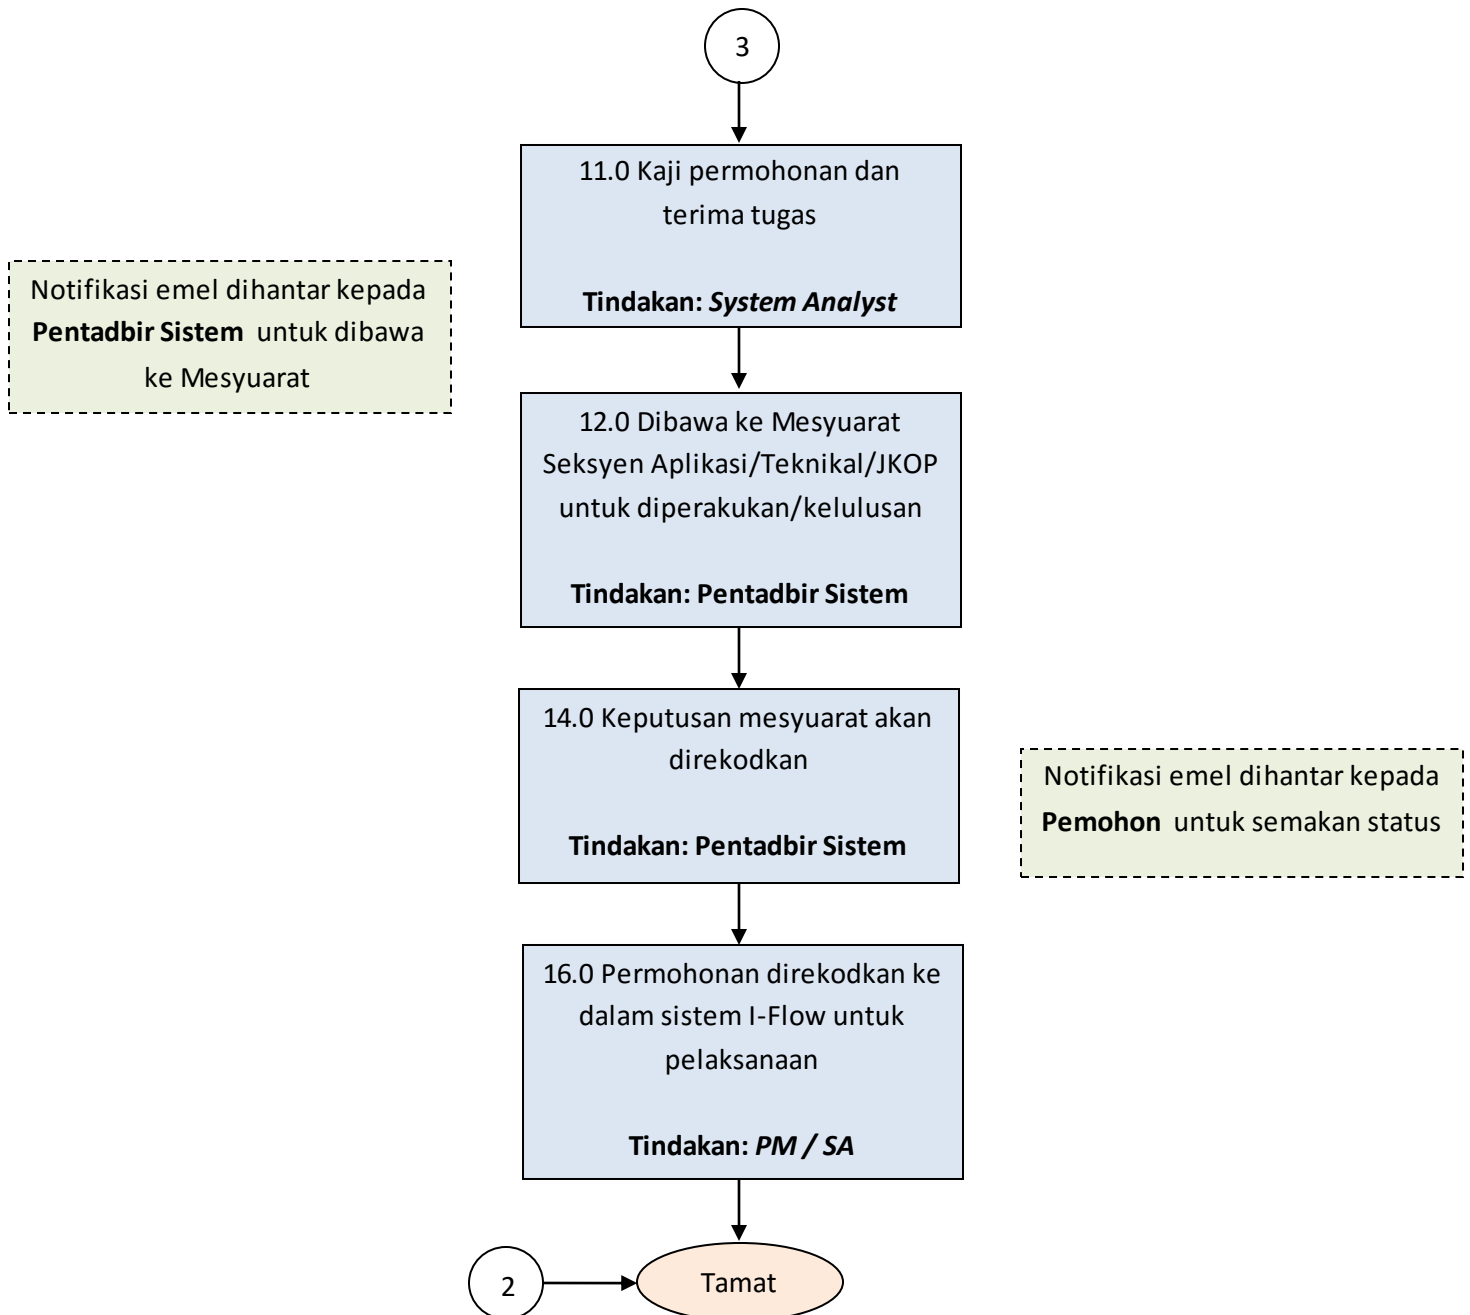 3
11.0 Kaji permohonan dan
terima tugas
Tindakan: System Analyst
Notifikasi emel dihantar kepada
Pentadbir Sistem untuk dibawa
ke Mesyuarat
12.0 Dibawa ke Mesyuarat
Seksyen Aplikasi/Teknikal/JKOP
untuk diperakukan/kelulusan
Tindakan: Pentadbir Sistem
14.0 Keputusan mesyuarat akan
direkodkan
Tindakan: Pentadbir Sistem
Notifikasi emel dihantar kepada
Pemohon untuk semakan status
16.0 Permohonan direkodkan ke
dalam sistem I-Flow untuk
pelaksanaan
Tindakan: PM / SA
2
Tamat